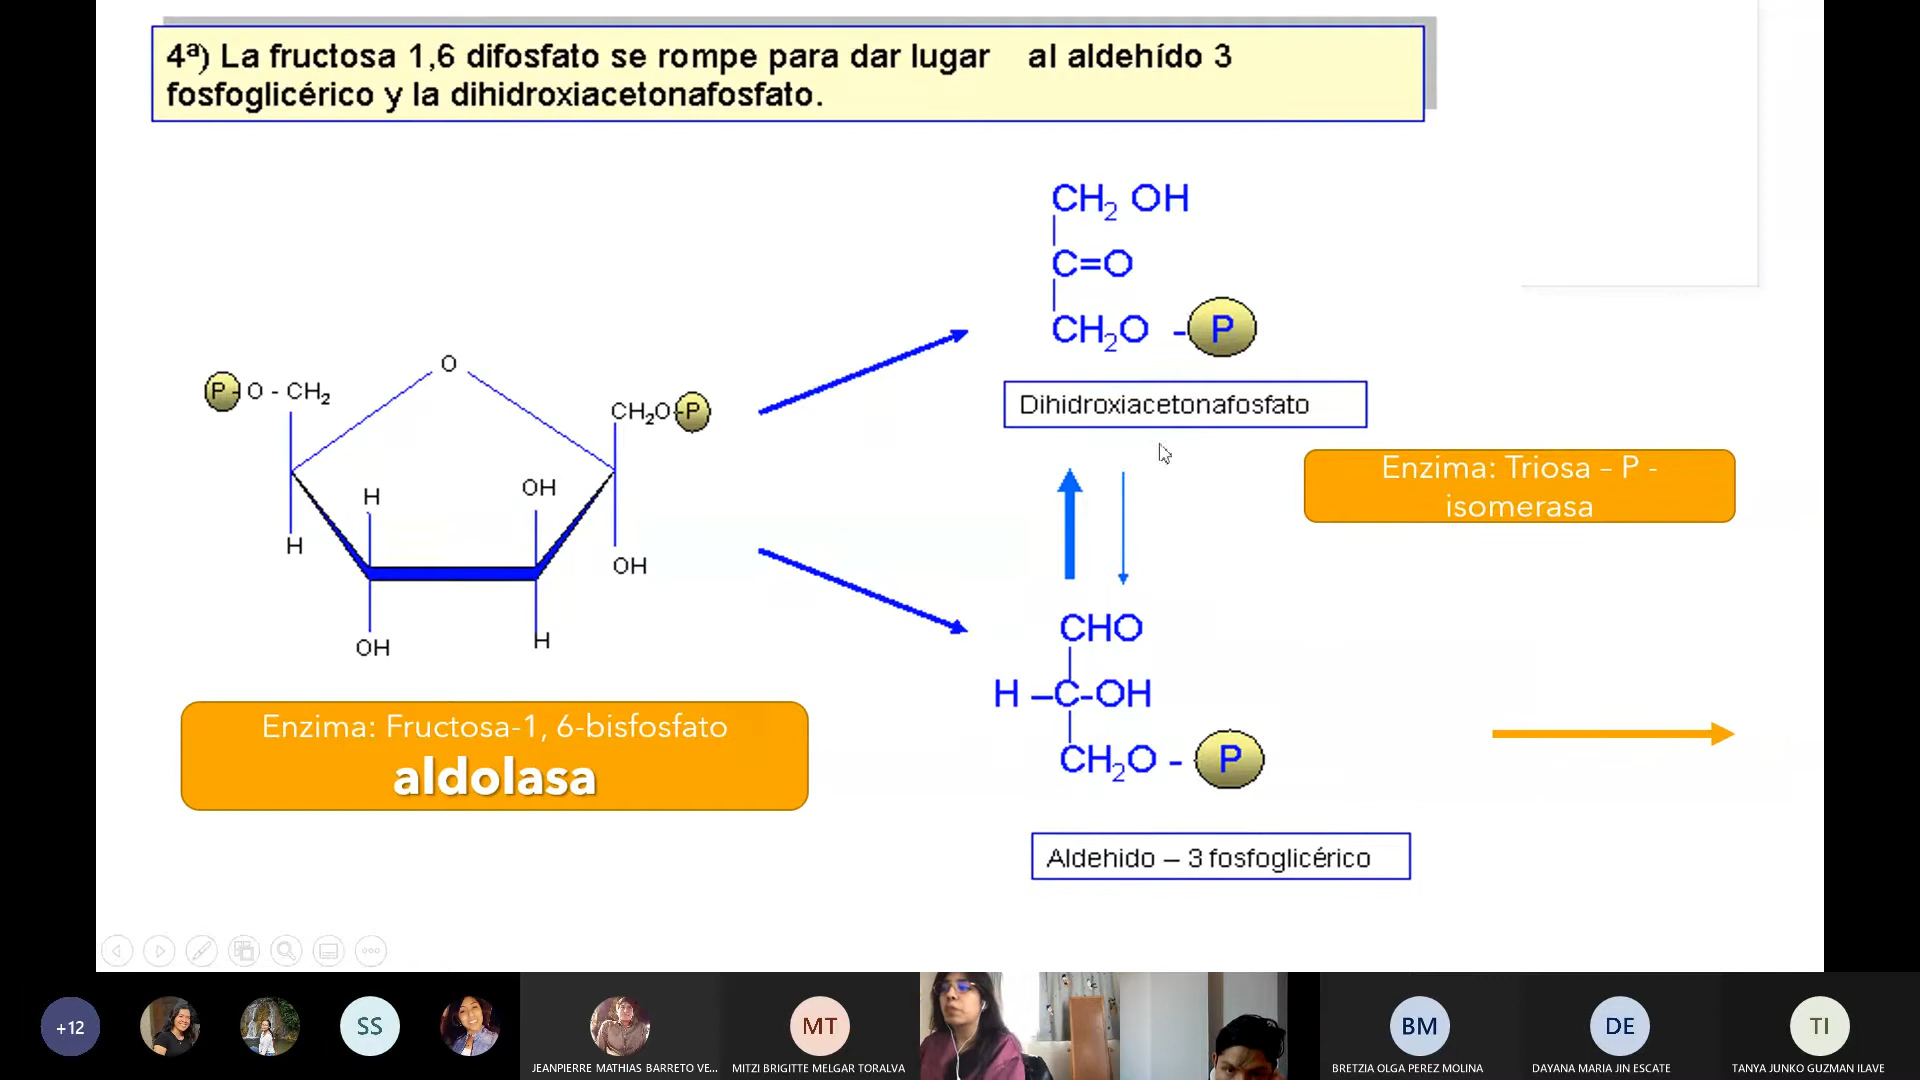 4ª) La fructosa 1,6 difosfato se rompe para dar lugar al aldehído 3
fosfoglicérico y la dihidroxiacetonafosfato.
CH2 OH
C=O
CH2O - P
Dihidroxiacetonafosfato
O
P - O - CH2
CH2O - P
H
OH
H
OH
OH
H
Enzima: Triosa – P -
isomerasa
CHO
H –C-OH
CH2O - P
Enzima: Fructosa-1, 6-bisfosfato
aldolasa
Aldehido – 3 fosfoglicérico
+12
SS
JEANPIERRE MATHIAS BARRETO VE...
MT
MITZI BRIGITTE MELGAR TORALVA
BM
BRETZIA OLGA PEREZ MOLINA
DE
DAYANA MARIA JIN ESCATE
TI
TANYA JUNKO GUZMAN ILAVE